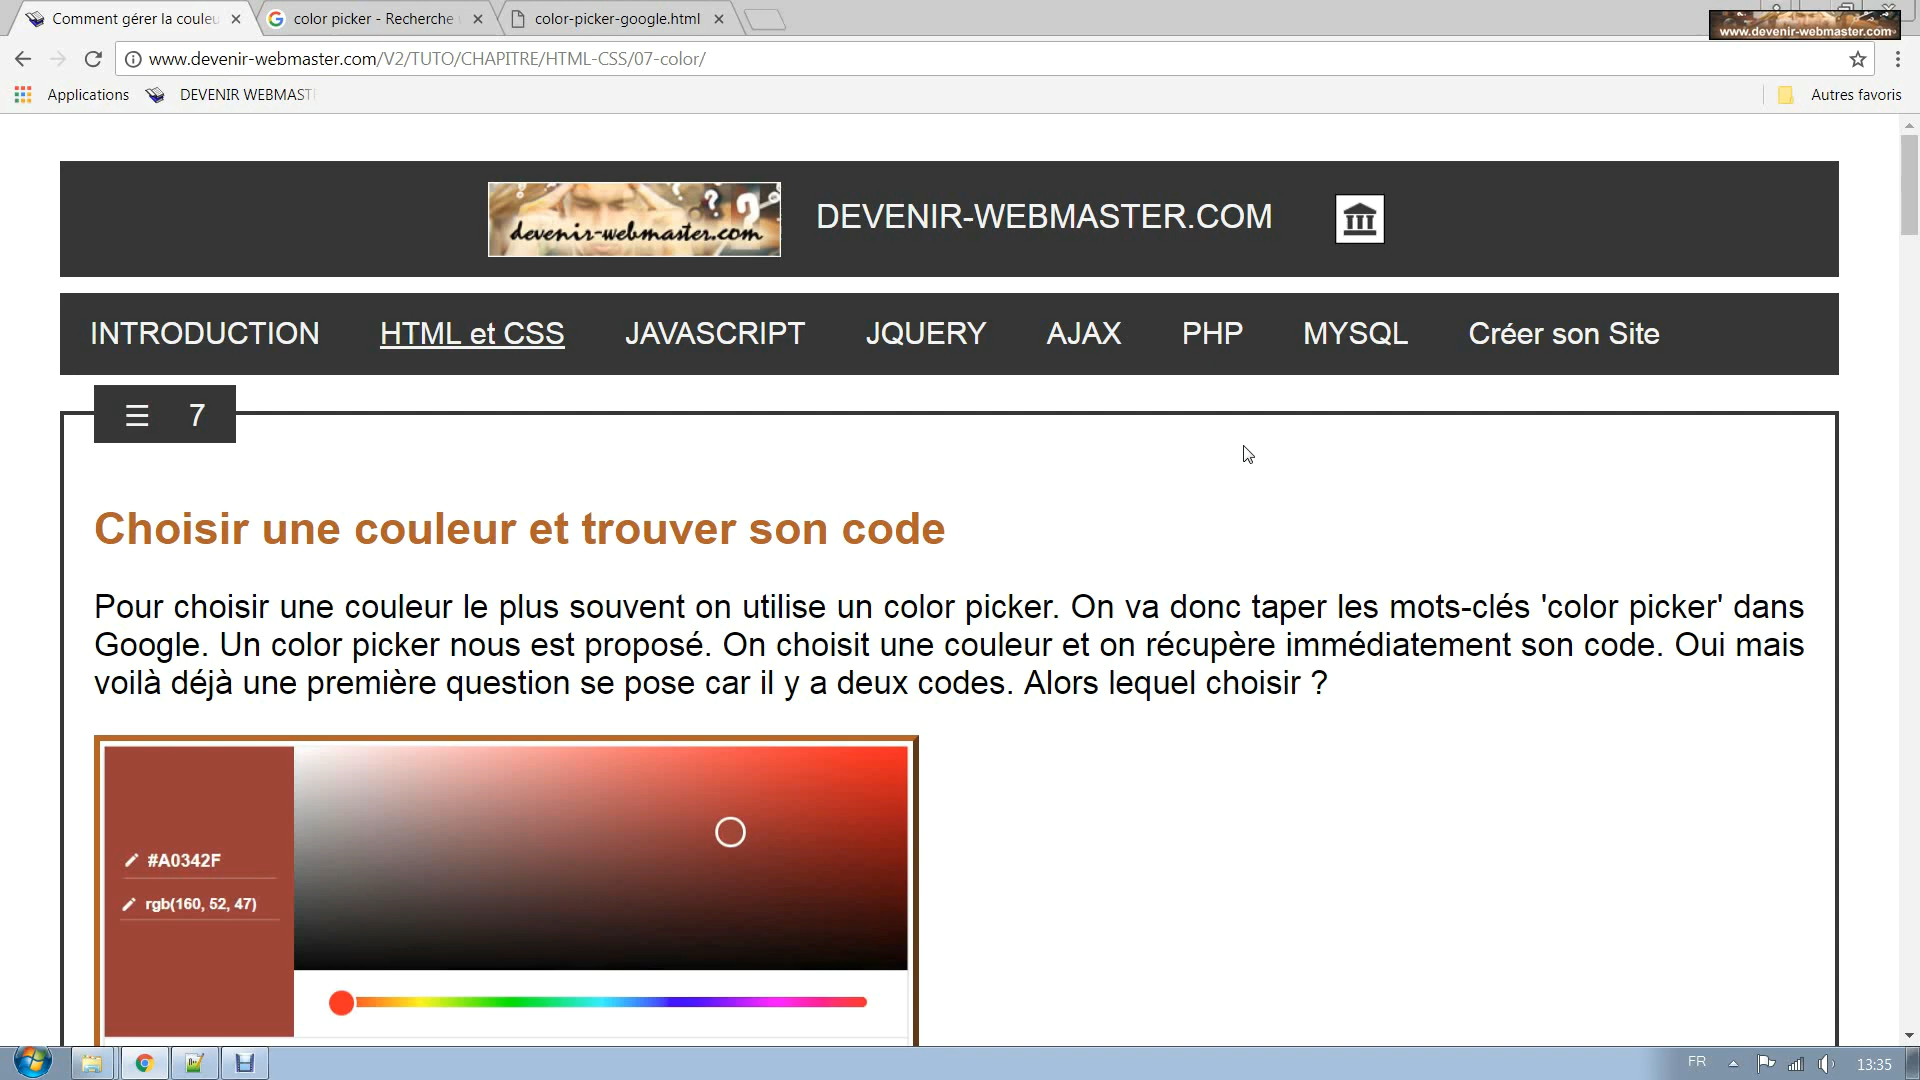 Comment gérer la couleu
color picker - Recherche
color-picker-google.html
www.devenir-webmaster.com
www.devenir-webmaster.com/V2/TUTO/CHAPITRE/HTML-CSS/07-color/
Applications
DEVENIR WEBMAST
Autres favoris
devenir-webmaster.com
DEVENIR-WEBMASTER.COM
INTRODUCTION HTML et CSS JAVASCRIPT JQUERY AJAX PHP MYSQL Créer son Site
7
Choisir une couleur et trouver son code
Pour choisir une couleur le plus souvent on utilise un color picker. On va donc taper les mots-clés 'color picker' dans
Google. Un color picker nous est proposé. On choisit une couleur et on récupère immédiatement son code. Oui mais
voilà déjà une première question se pose car il y a deux codes. Alors lequel choisir ?
#A0342F
rgb(160, 52, 47)
FR
13:35